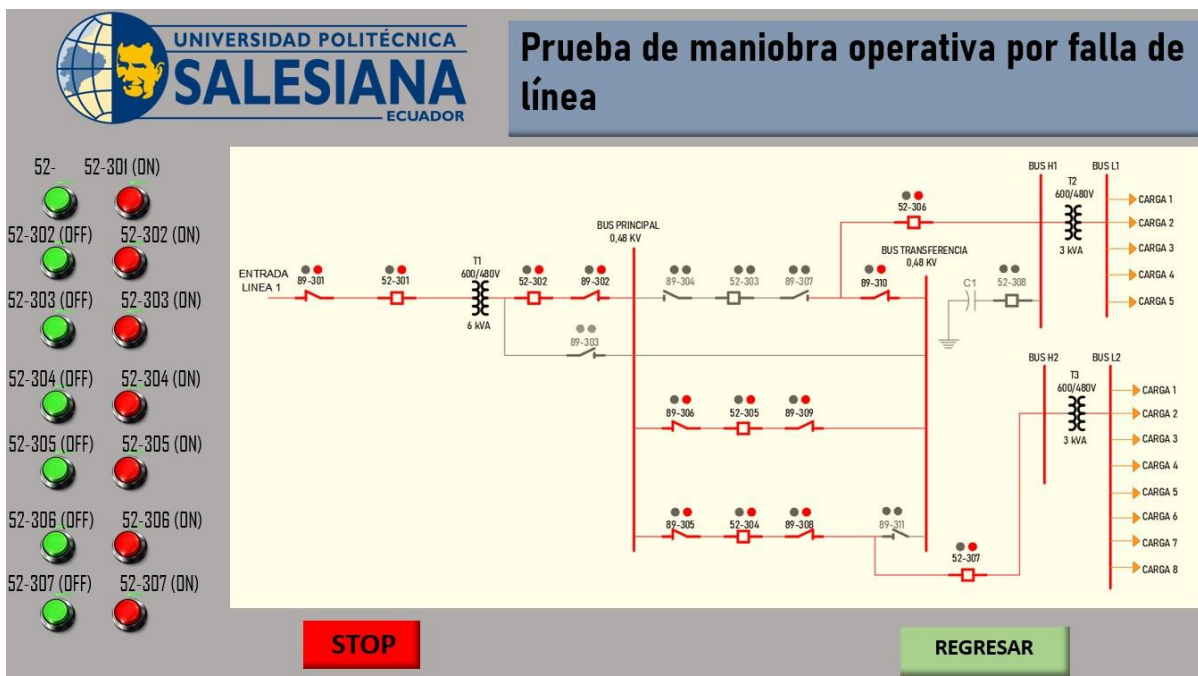 UNIVERSIDAD POLITÉCNICA
SALESIANA
ECUADOR
Prueba de maniobra operativa por falla de
línea
52- 52-301 (ON)
52-302 (OFF) 52-302 (ON)
52-303 (OFF) 52-303 (ON)
52-304 (OFF) 52-304 (ON)
52-305 (OFF) 52-305 (ON)
52-306 (OFF) 52-306 (ON)
52-307 (OFF) 52-307 (ON)
ENTRADA
LINEA 1
89-301
52-301
T1
600/480V
6 kVA
52-302
89-302
89-303
BUS PRINCIPAL
0,48 KV
89-304
52-303
89-307
89-310
52-306
BUS TRANSFERENCIA
0,48 KV
C1
52-308
BUS H1
T2
600/480V
3 kVA
BUS L1
CARGA 1
CARGA 2
CARGA 3
CARGA 4
CARGA 5
89-306
52-305
89-309
89-305
52-304
89-308
89-311
52-307
BUS H2
T3
600/480V
3 kVA
BUS L2
CARGA 1
CARGA 2
CARGA 3
CARGA 4
CARGA 5
CARGA 6
CARGA 7
CARGA 8
STOP
REGRESAR